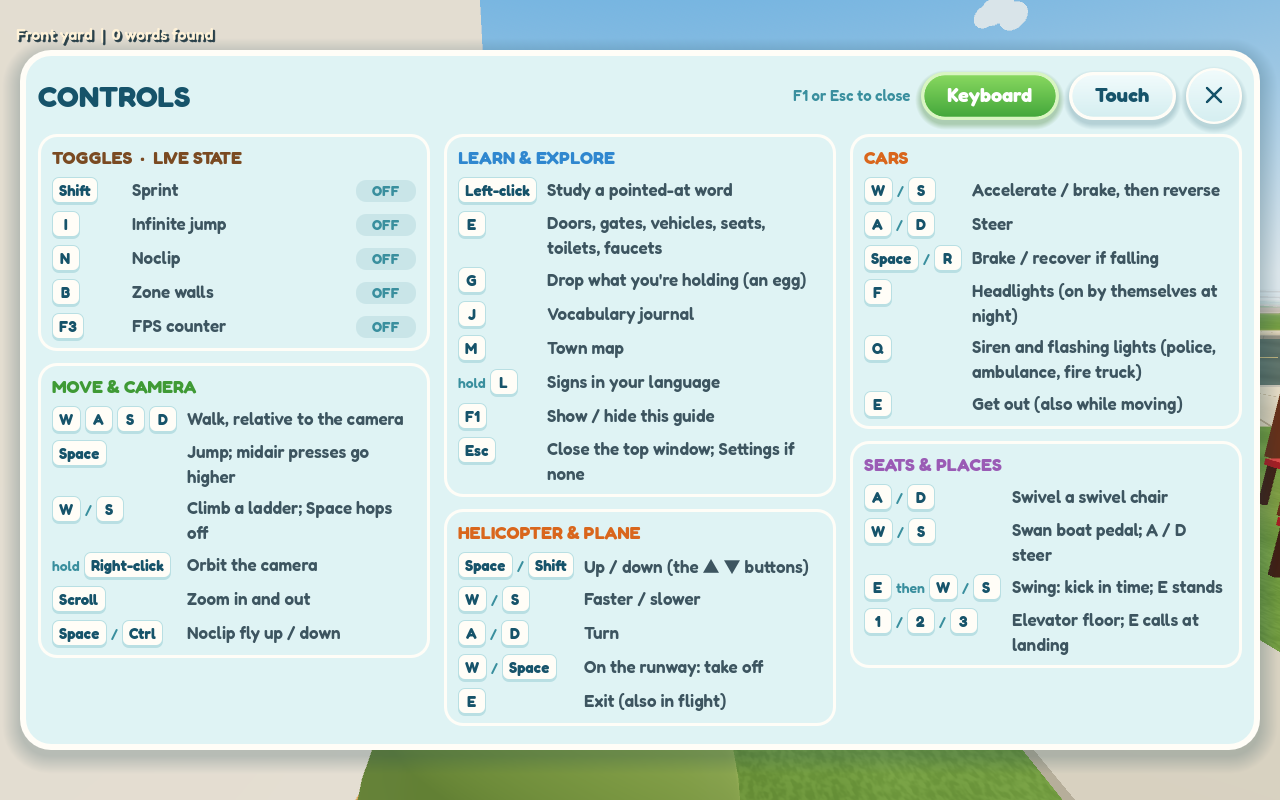 Front yard | 0 words found
CONTROLS
F1 or Esc to close
Keyboard
Touch
TOGGLES · LIVE STATE
Shift Sprint OFF
I Infinite jump OFF
N Noclip OFF
B Zone walls OFF
F3 FPS counter OFF
MOVE & CAMERA
W A S D Walk, relative to the camera
Space Jump; midair presses go
higher
W / S Climb a ladder; Space hops
off
hold Right-click Orbit the camera
Scroll Zoom in and out
Space / Ctrl Noclip fly up / down
LEARN & EXPLORE
Left-click Study a pointed-at word
E Doors, gates, vehicles, seats,
toilets, faucets
G Drop what you're holding (an egg)
J Vocabulary journal
M Town map
hold L Signs in your language
F1 Show / hide this guide
Esc Close the top window; Settings if
none
HELICOPTER & PLANE
Space / Shift Up / down (the ▲ ▼ buttons)
W / S Faster / slower
A / D Turn
W / Space On the runway: take off
E Exit (also in flight)
CARS
W / S Accelerate / brake, then reverse
A / D Steer
Space / R Brake / recover if falling
F Headlights (on by themselves at
night)
Q Siren and flashing lights (police,
ambulance, fire truck)
E Get out (also while moving)
SEATS & PLACES
A / D Swivel a swivel chair
W / S Swan boat pedal; A / D
steer
E then W / S Swing: kick in time; E stands
1 / 2 / 3 Elevator floor; E calls at
landing